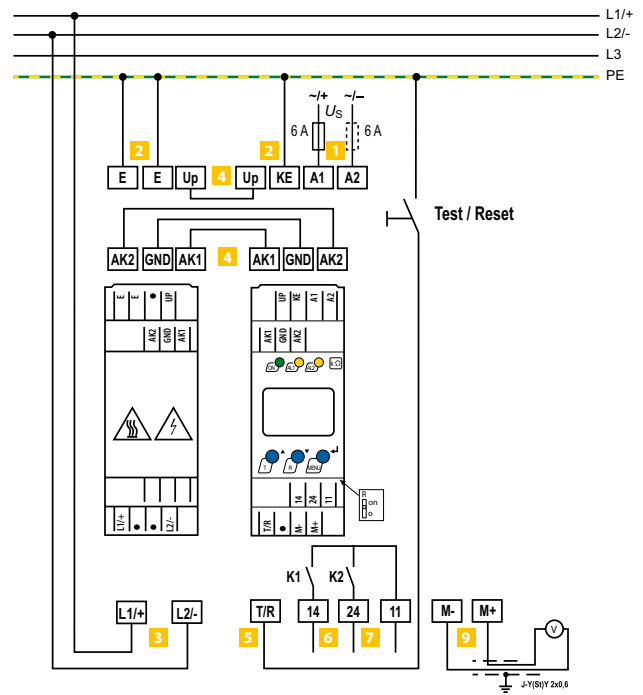 L1/+
L2/-
L3
PE
~/+ ~/–
US
6 A 6 A
2 2 1
E E Up 4 Up KE A1 A2
Test / Reset
AK2 GND AK1 4 AK1 GND AK2
E E • UP UP KE A1 A2
AK2 GND AK1 AK1 GND AK2
ON AL1 AL2 kΩ
T R MENU
R
on
o
14 24 11
L1/+ • • L2/- T/R • M- M+
K1 K2
L1/+ L2/- T/R 14 24 11 M- M+
3 5 6 7 9
V
J-Y(St)Y 2x0,6